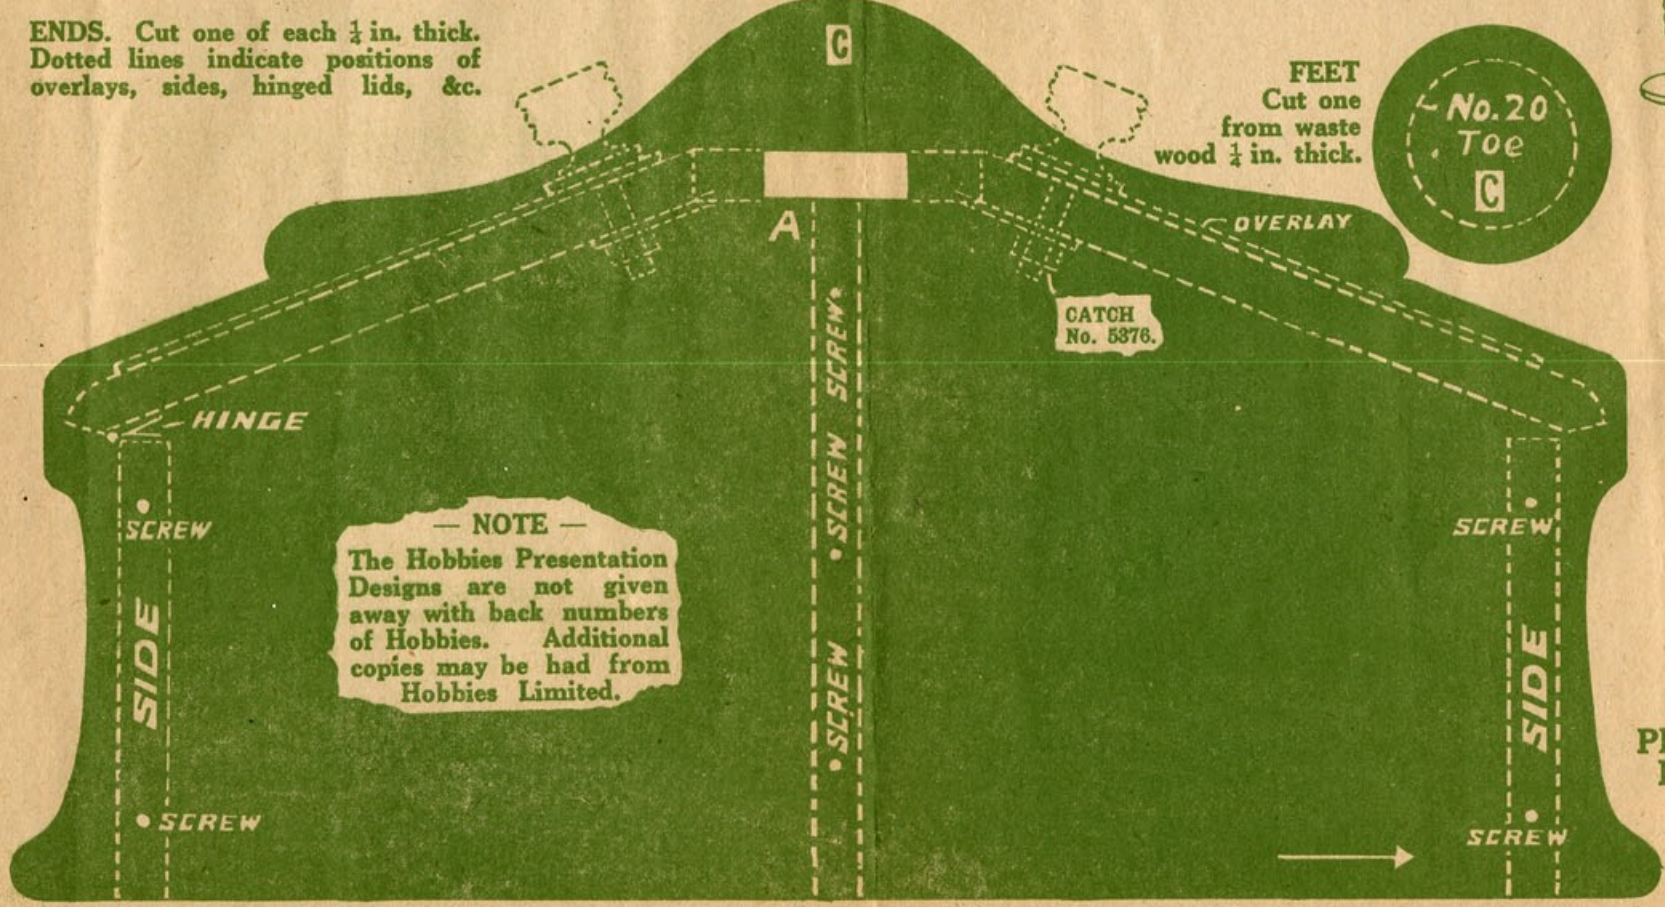 ENDS. Cut one of each ¼ in. thick.
Dotted lines indicate positions of
overlays, sides, hinged lids, &c.
C
FEET
Cut one
from waste
wood ¼ in. thick.
No. 20
Toe
C
A
OVERLAY
CATCH
No. 5376.
HINGE
SCREW
SCREW
SCREW
SCREW
SIDE
SCREW
— NOTE —
The Hobbies Presentation
Designs are not given
away with back numbers
of Hobbies. Additional
copies may be had from
Hobbies Limited.
SCREW
SIDE
SCREW